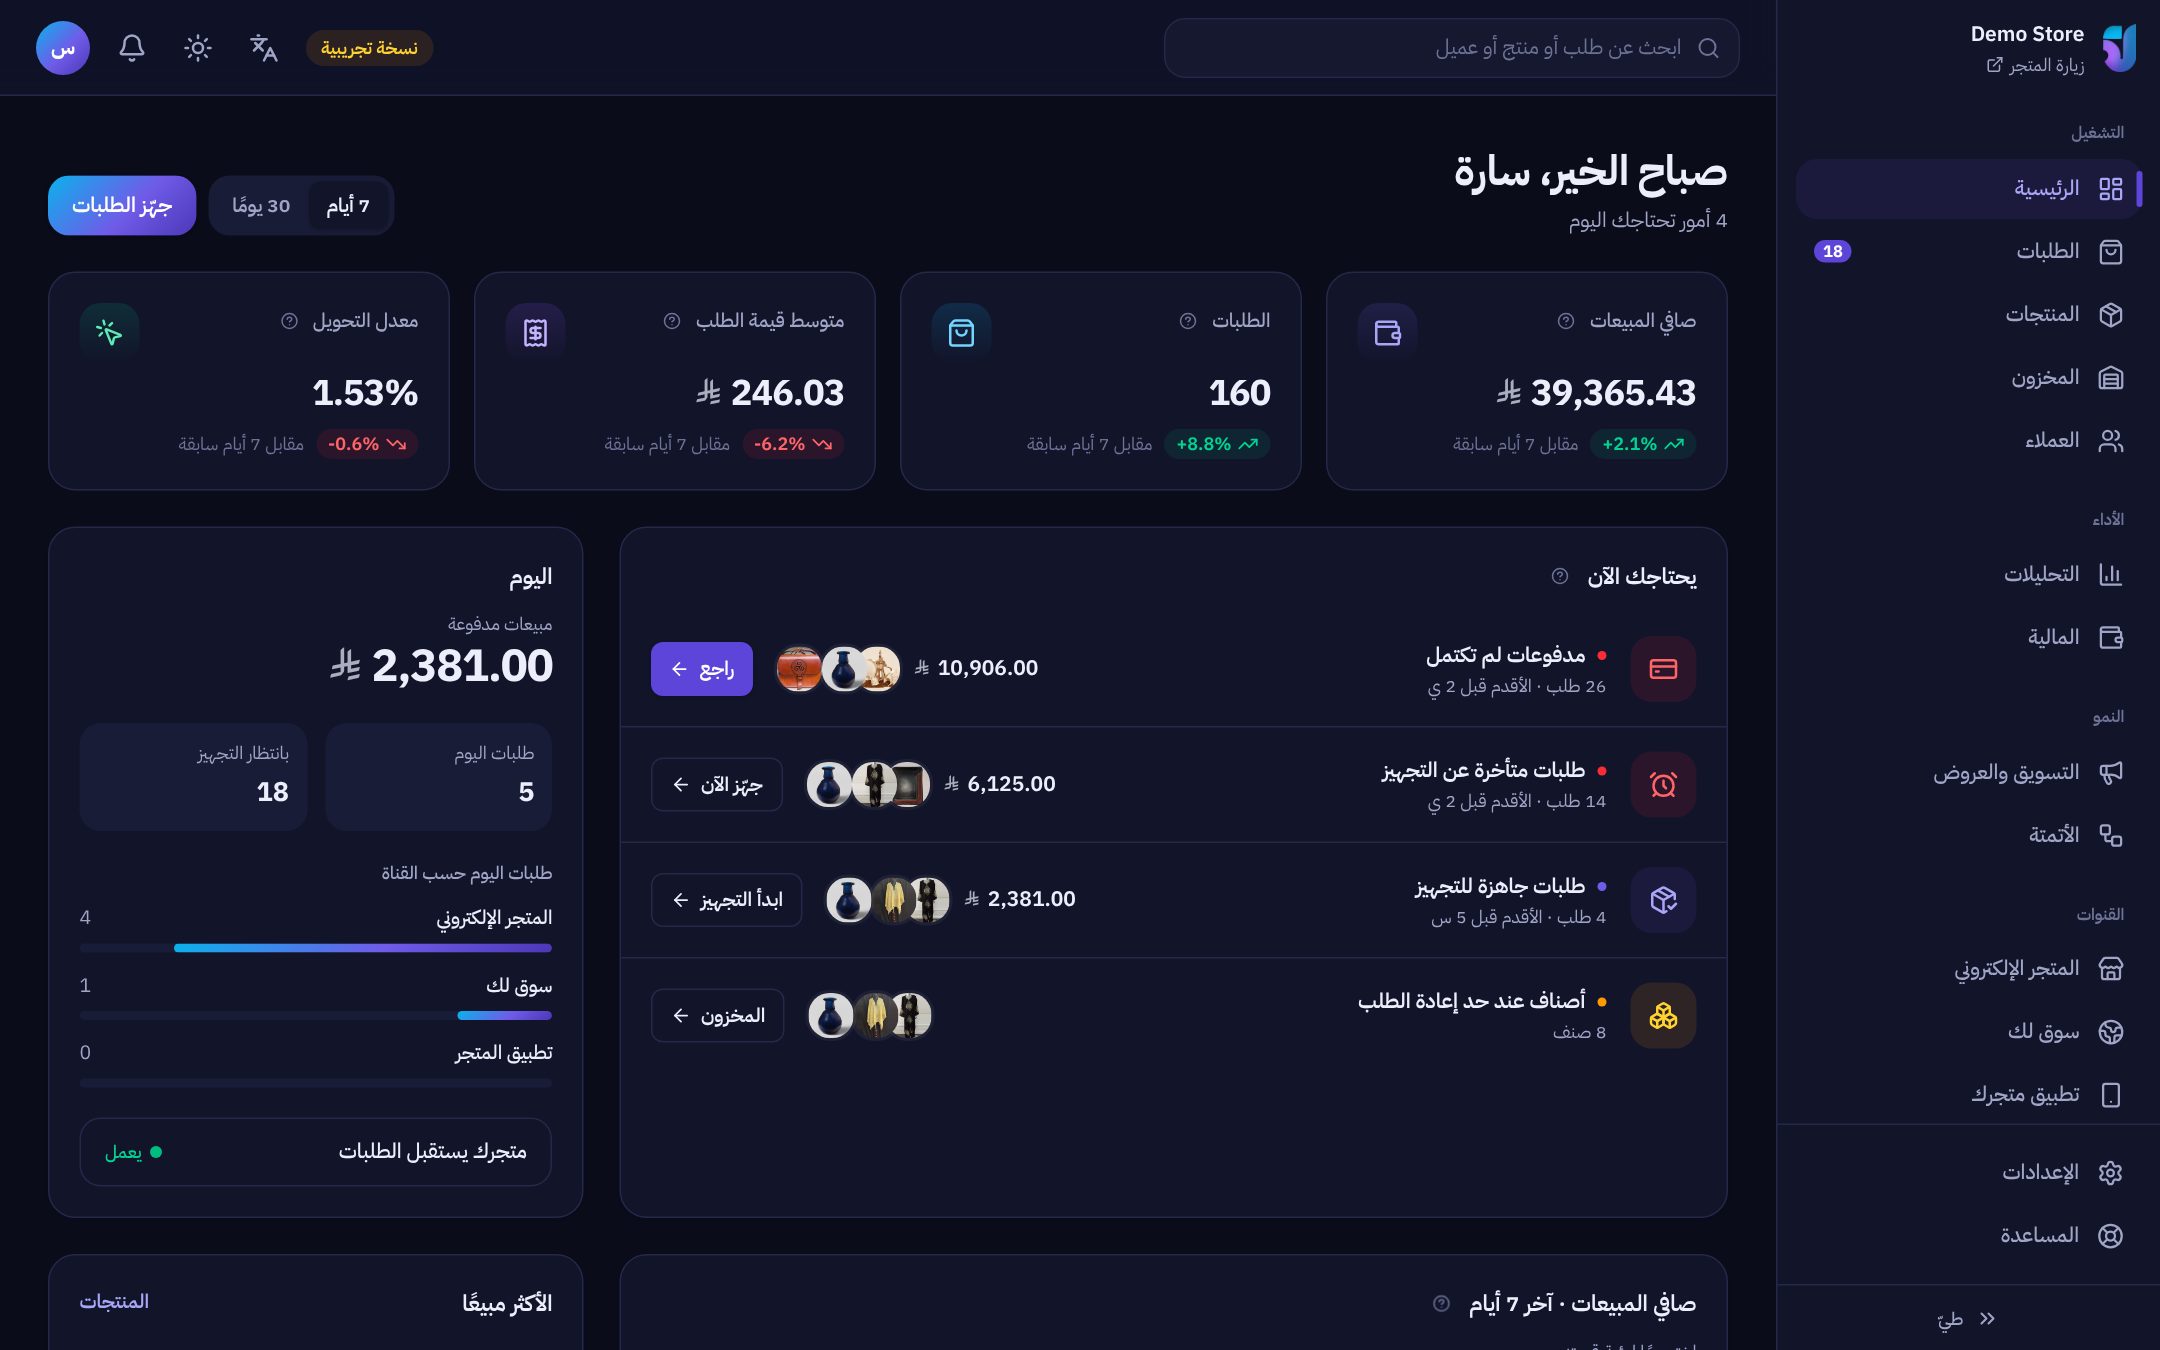 Demo Store
زيارة المتجر
ابحث عن طلب أو منتج أو عميل
نسخة تجريبية
س
التشغيل
الرئيسية
الطلبات
18
المنتجات
المخزون
العملاء
الأداء
التحليلات
المالية
النمو
التسويق والعروض
الأتمتة
القنوات
المتجر الإلكتروني
سوق لك
تطبيق متجرك
الإعدادات
المساعدة
طيّ
صباح الخير، سارة
4 أمور تحتاجك اليوم
7 أيام
30 يومًا
جهّز الطلبات
صافي المبيعات
39,365.43
+2.1%
مقابل 7 أيام سابقة
الطلبات
160
+8.8%
مقابل 7 أيام سابقة
متوسط قيمة الطلب
246.03
-6.2%
مقابل 7 أيام سابقة
معدل التحويل
1.53%
-0.6%
مقابل 7 أيام سابقة
يحتاجك الآن
مدفوعات لم تكتمل
26 طلب · الأقدم قبل 2 ي
10,906.00
راجع
طلبات متأخرة عن التجهيز
14 طلب · الأقدم قبل 2 ي
6,125.00
جهّز الآن
طلبات جاهزة للتجهيز
4 طلب · الأقدم قبل 5 س
2,381.00
ابدأ التجهيز
أصناف عند حد إعادة الطلب
8 صنف
المخزون
اليوم
مبيعات مدفوعة
2,381.00
طلبات اليوم
5
بانتظار التجهيز
18
طلبات اليوم حسب القناة
المتجر الإلكتروني
4
سوق لك
1
تطبيق المتجر
0
متجرك يستقبل الطلبات
يعمل
صافي المبيعات · آخر 7 أيام
الأكثر مبيعًا
المنتجات